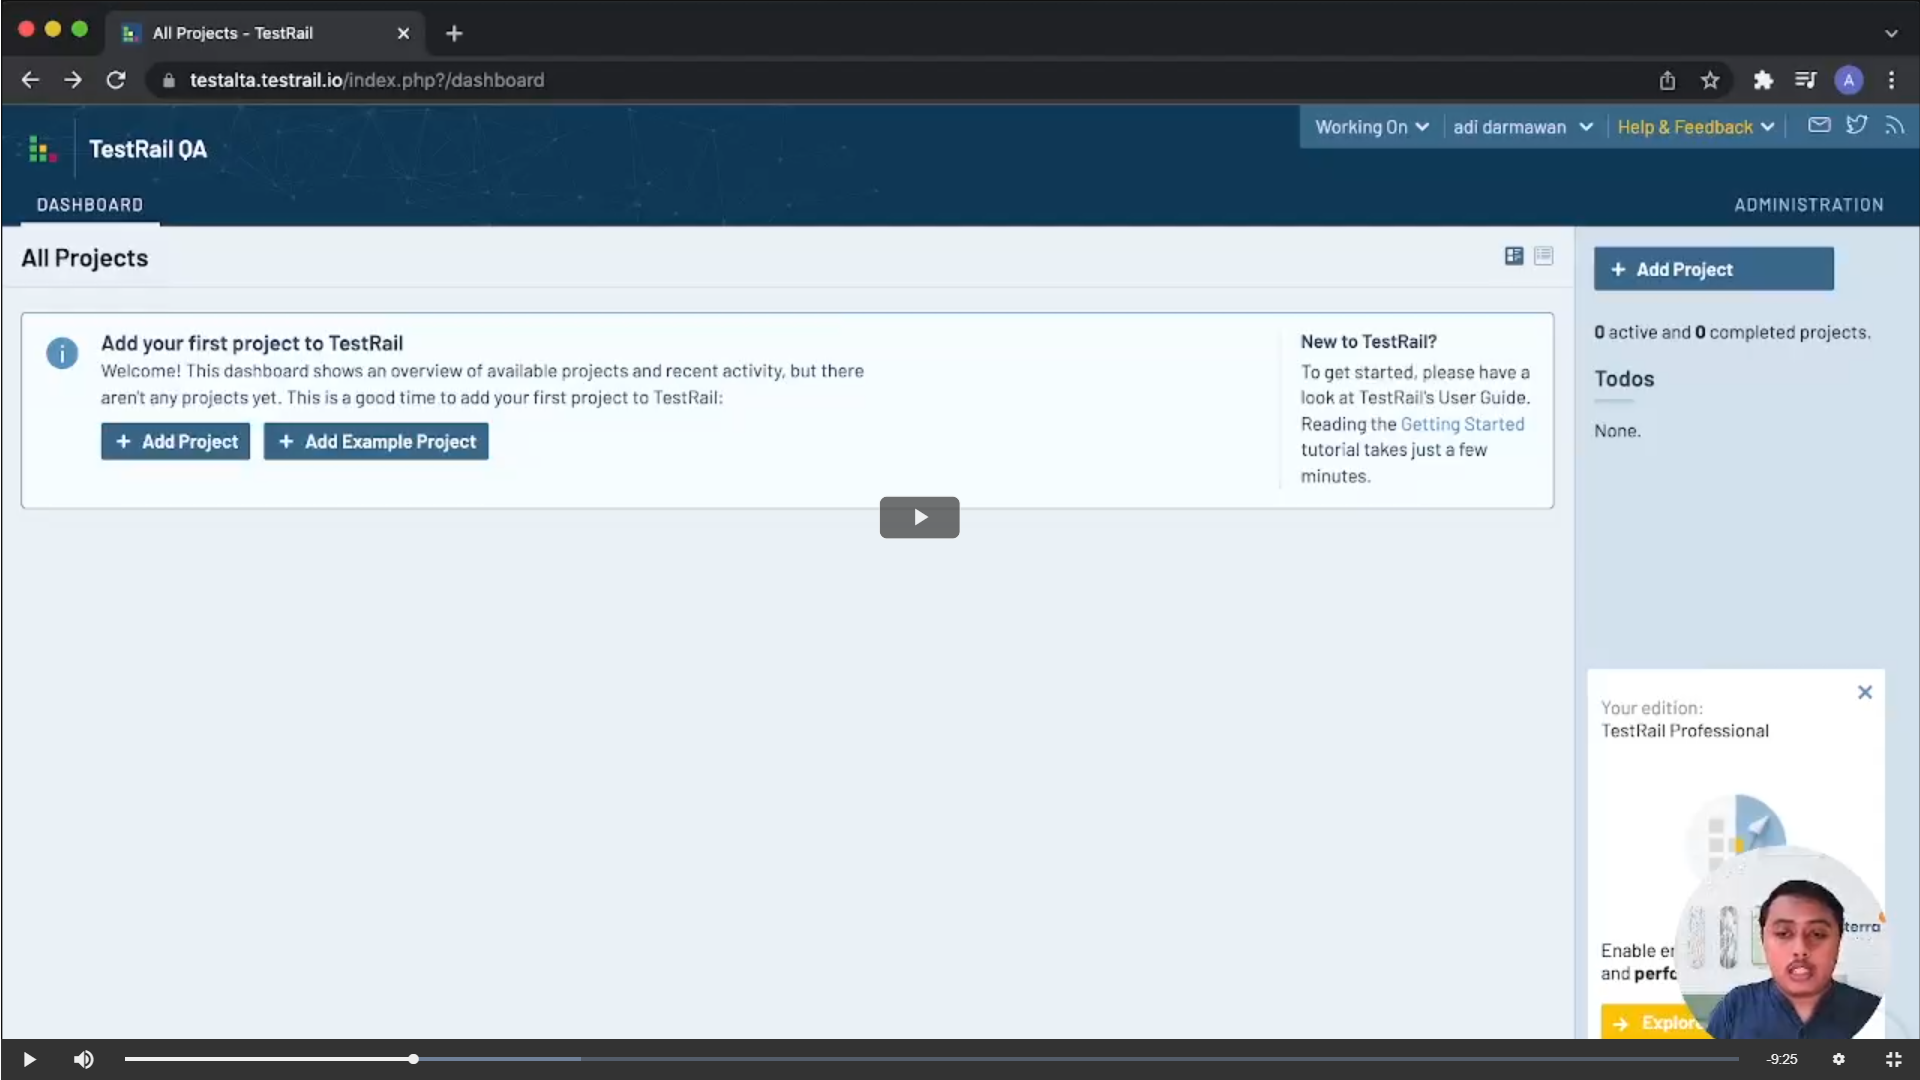 All Projects - TestRail
testalta.testrail.io/index.php?/dashboard
A
TestRail QA
Working On
adi darmawan
Help & Feedback
DASHBOARD
ADMINISTRATION
All Projects
+ Add Project
Add your first project to TestRail
Welcome! This dashboard shows an overview of available projects and recent activity, but there
aren't any projects yet. This is a good time to add your first project to TestRail:
+ Add Project
+ Add Example Project
New to TestRail?
To get started, please have a
look at TestRail's User Guide.
Reading the Getting Started
tutorial takes just a few
minutes.
0 active and 0 completed projects.
Todos
None.
Your edition:
TestRail Professional
terra
Enable
and
-9:25